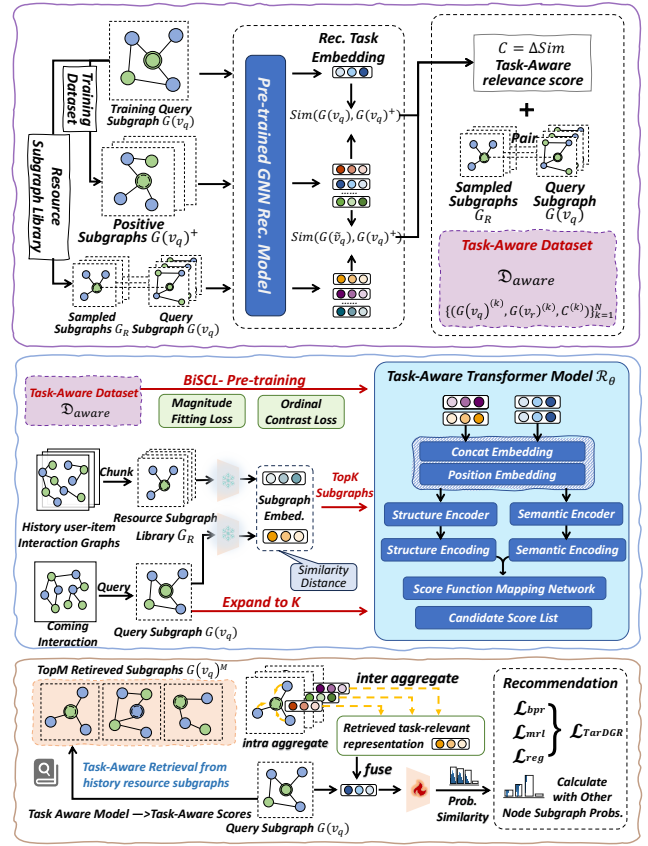 Training
Dataset
Resource
Subgraph Library
Training Query
Subgraph G(v_q)
Positive
Subgraphs G(v_q)^+
Sampled
Subgraphs G_R
Query
Subgraph G(v_q)
Pre-trained GNN Rec. Model
Rec. Task
Embedding
Sim(G(v_q), G(v_q)^+)
Sim(G(ṽ_q), G(v_q)^+)
C = ΔSim
Task-Aware
relevance score
+
Pair
Sampled
Subgraphs
G_R
Query
Subgraph
G(v_q)
Task-Aware Dataset
𝔇_aware
{(G(v_q)^(k), G(v_r)^(k), C^(k))}_{k=1}^N
Task-Aware Dataset
𝔇_aware
BiSCL- Pre-training
Magnitude
Fitting Loss
Ordinal
Contrast Loss
History user-item
Interaction Graphs
Chunk
Resource Subgraph
Library G_R
Subgraph
Embed.
TopK
Subgraphs
Similarity
Distance
Coming
Interaction
Query
Query Subgraph G(v_q)
Expand to K
Task-Aware Transformer Model ℛ_θ
Concat Embedding
Position Embedding
Structure Encoder
Semantic Encoder
Structure Encoding
Semantic Encoding
Score Function Mapping Network
Candidate Score List
TopM Retireved Subgraphs G(v_q)^M
Task-Aware Retrieval from
history resource subgraphs
Task Aware Model —>Task-Aware Scores
intra aggregate
inter aggregate
Retrieved task-relevant
representation
fuse
Query Subgraph G(v_q)
Prob.
Similarity
Recommendation
ℒ_bpr
ℒ_mrl
ℒ_reg
ℒ_TarDGR
Calculate
with Other
Node Subgraph Probs.